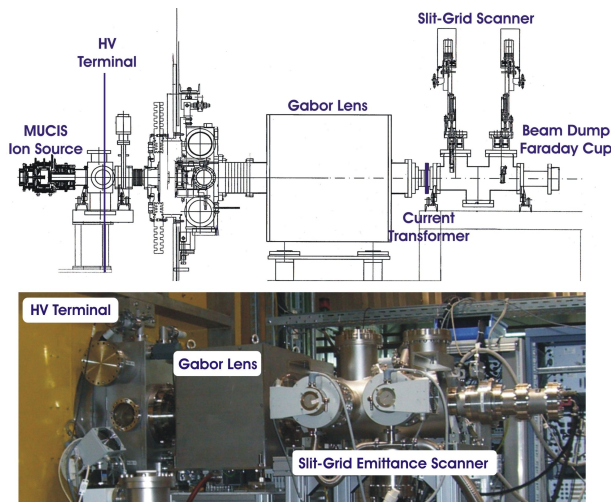 Slit-Grid Scanner
HV
Terminal
Gabor Lens
MUCIS
Ion Source
Beam Dump
Faraday Cup
Current
Transformer
HV Terminal
Gabor Lens
Slit-Grid Emittance Scanner